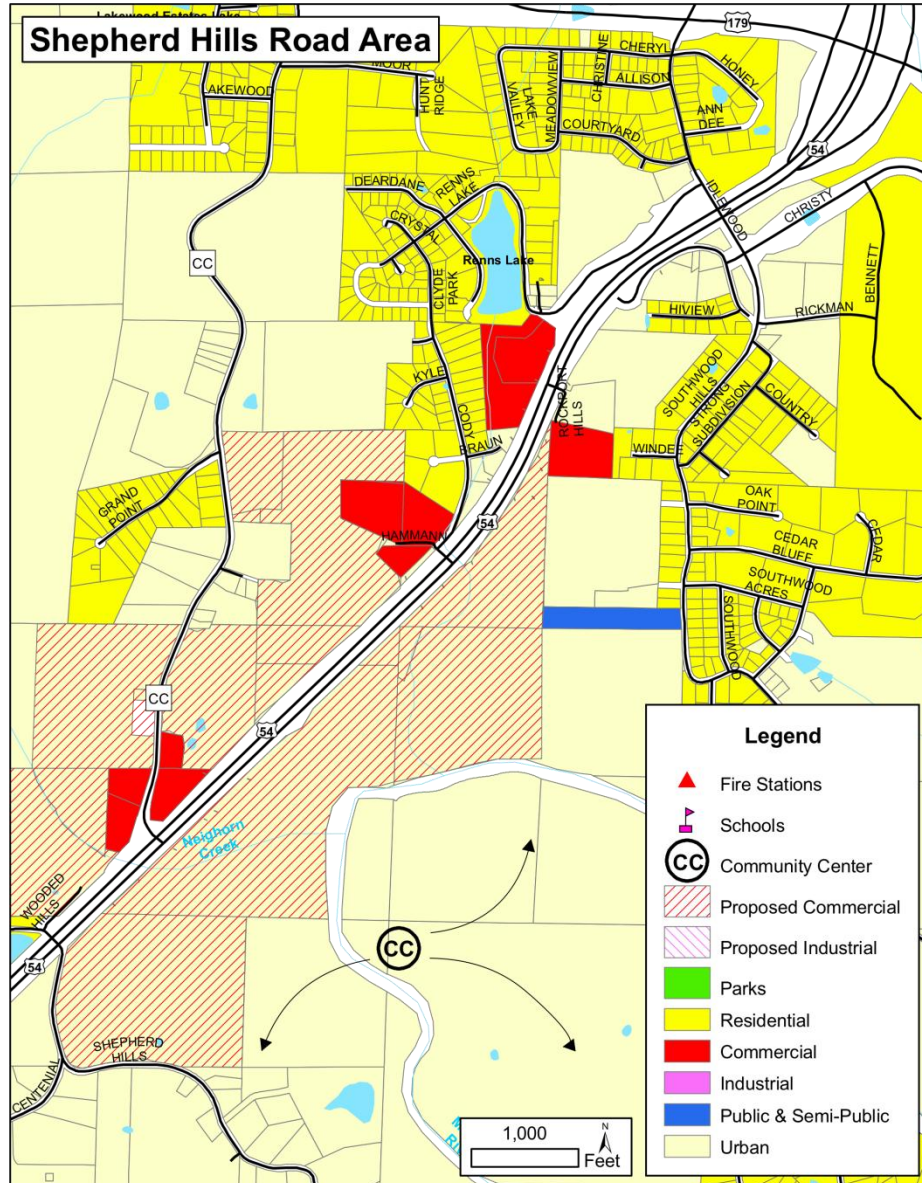 Lakewood Estates Lake
Shepherd Hills Road Area
179
MOOR
LAKEWOOD
HUNT
RIDGE
LAKE
VALLEY
MEADOWVIEW
CHRISTINE
CHERYL
ALLISON
HONEY
ANN
DEE
COURTYARD
54
IDLEWOOD
CHRISTY
BENNETT
DEARDANE
RENNS
LAKE
CRYSTAL
CLYDE
PARK
Renns Lake
CC
HIVIEW
RICKMAN
KYLE
CODY
BRAUN
ROCKPORT
HILLS
SOUTHWOOD
HILLS
STRONG
SUBDIVISION
COUNTRY
WINDEE
GRAND
POINT
HAMMANN
54
OAK
POINT
CEDAR
BLUFF
CEDAR
SOUTHWOOD
ACRES
SOUTHWOOD
CC
54
Neighorn
Creek
WOODED
HILLS
54
CC
SHEPHERD
HILLS
CENTENIAL
1,000
Feet
N
Legend
Fire Stations
Schools
CC
Community Center
Proposed Commercial
Proposed Industrial
Parks
Residential
Commercial
Industrial
Public & Semi-Public
Urban